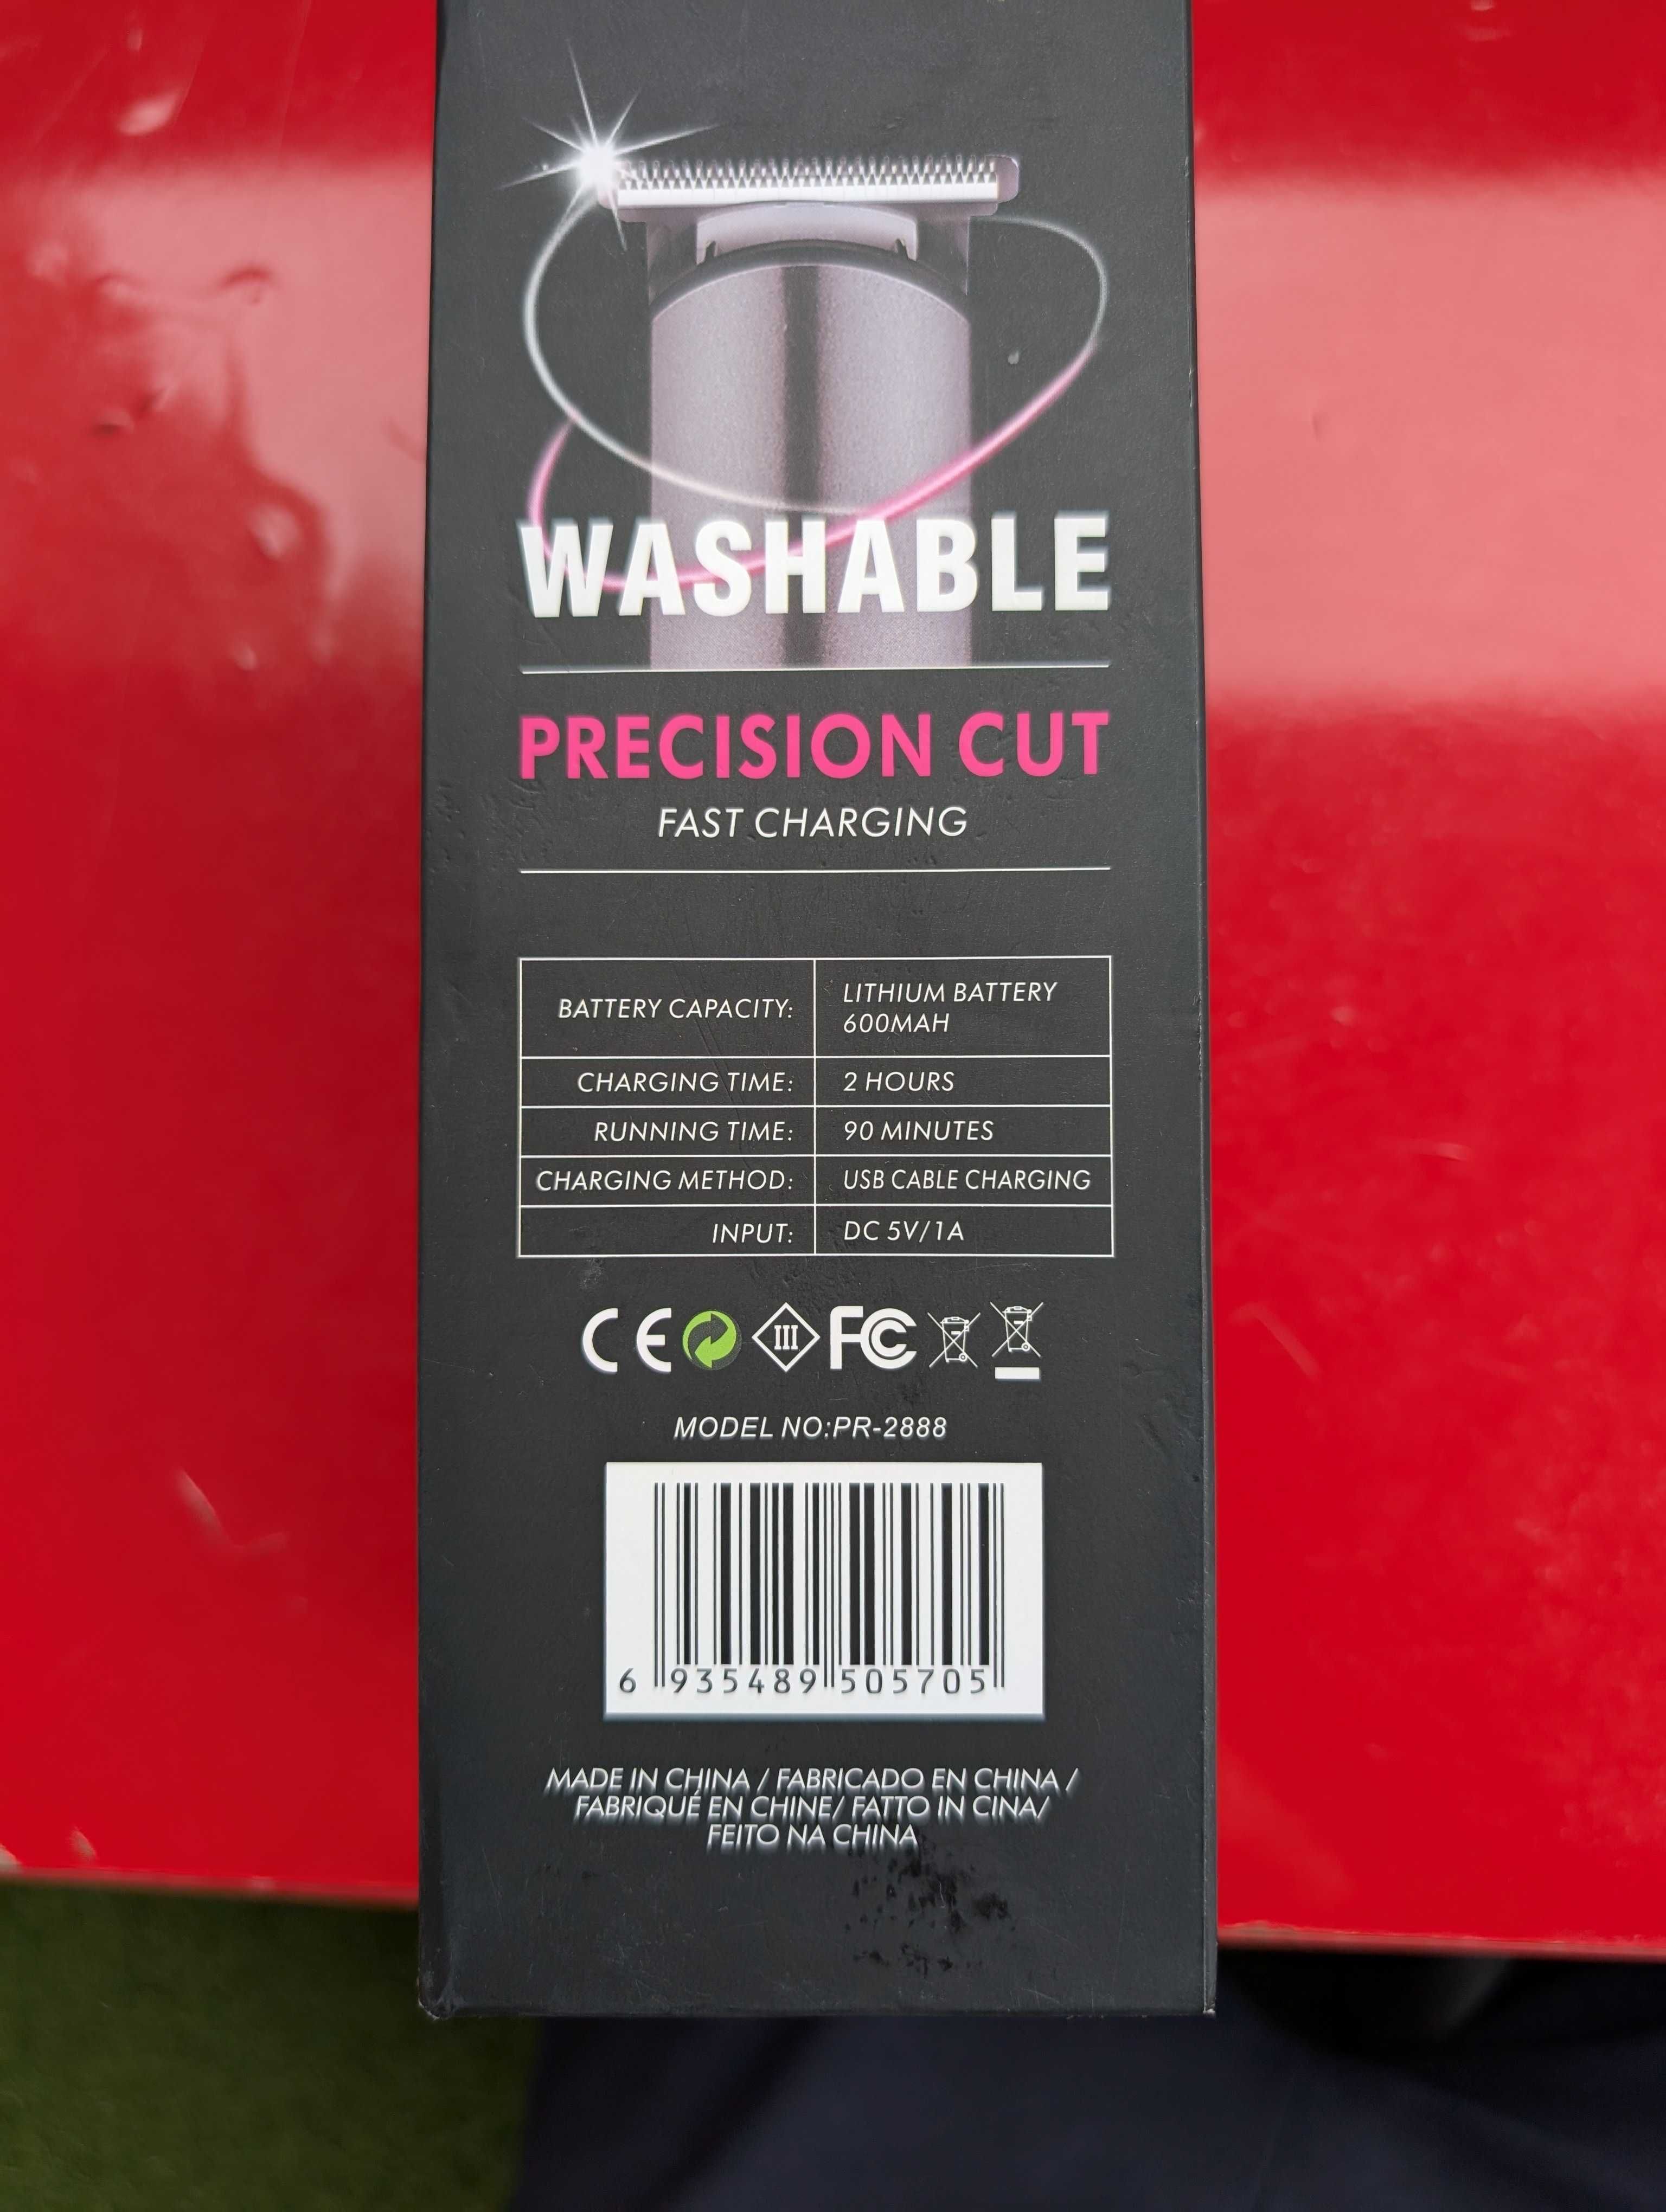 WASHABLE
PRECISION CUT
FAST CHARGING
BATTERY CAPACITY: LITHIUM BATTERY
600MAH
CHARGING TIME: 2 HOURS
RUNNING TIME: 90 MINUTES
CHARGING METHOD: USB CABLE CHARGING
INPUT: DC 5V/1A
CE III FC
MODEL NO:PR-2888
6 935489 505705
MADE IN CHINA / FABRICADO EN CHINA /
FABRIQUÉ EN CHINE/ FATTO IN CINA/
FEITO NA CHINA